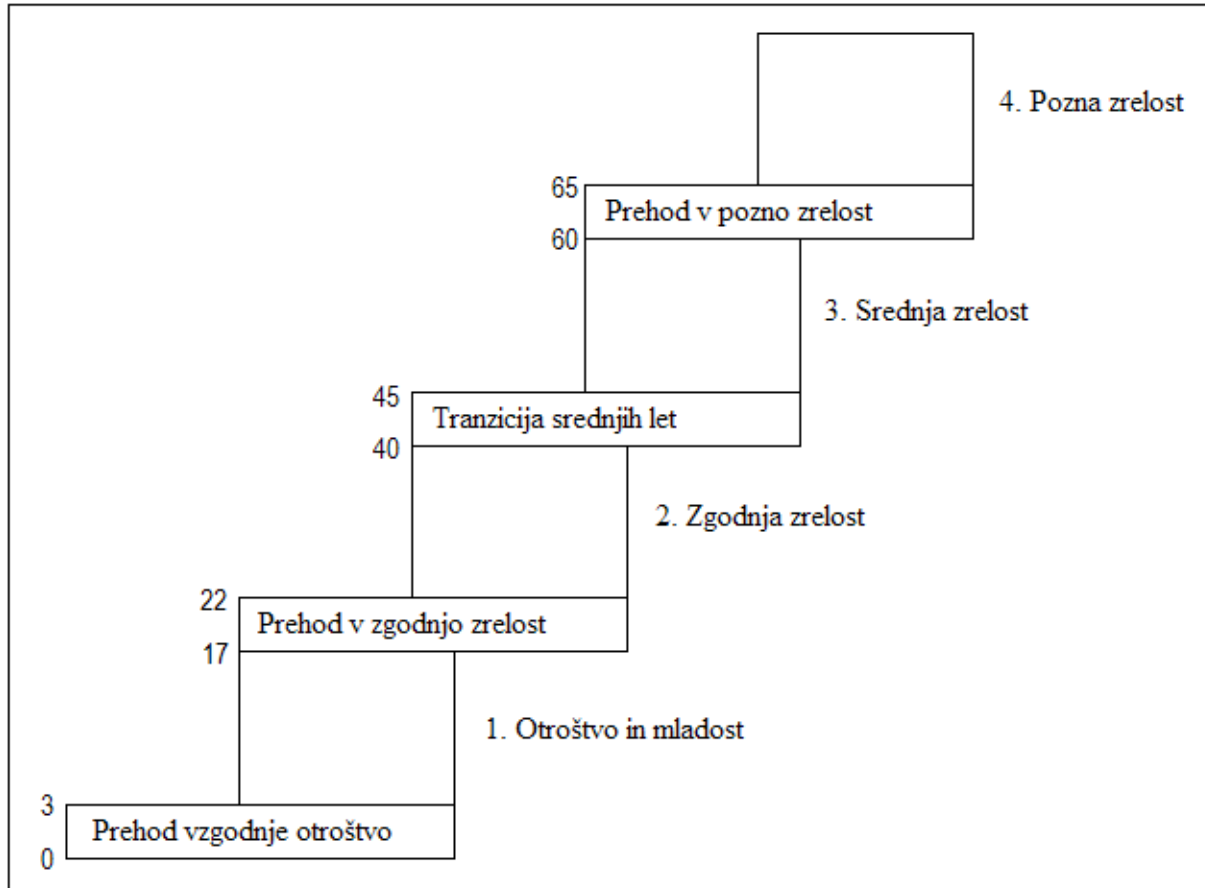 4. Pozna zrelost
65
Prehod v pozno zrelost
60
3. Srednja zrelost
45
Tranzicija srednjih let
40
2. Zgodnja zrelost
22
Prehod v zgodnjo zrelost
17
1. Otroštvo in mladost
3
Prehod vzgodnje otroštvo
0